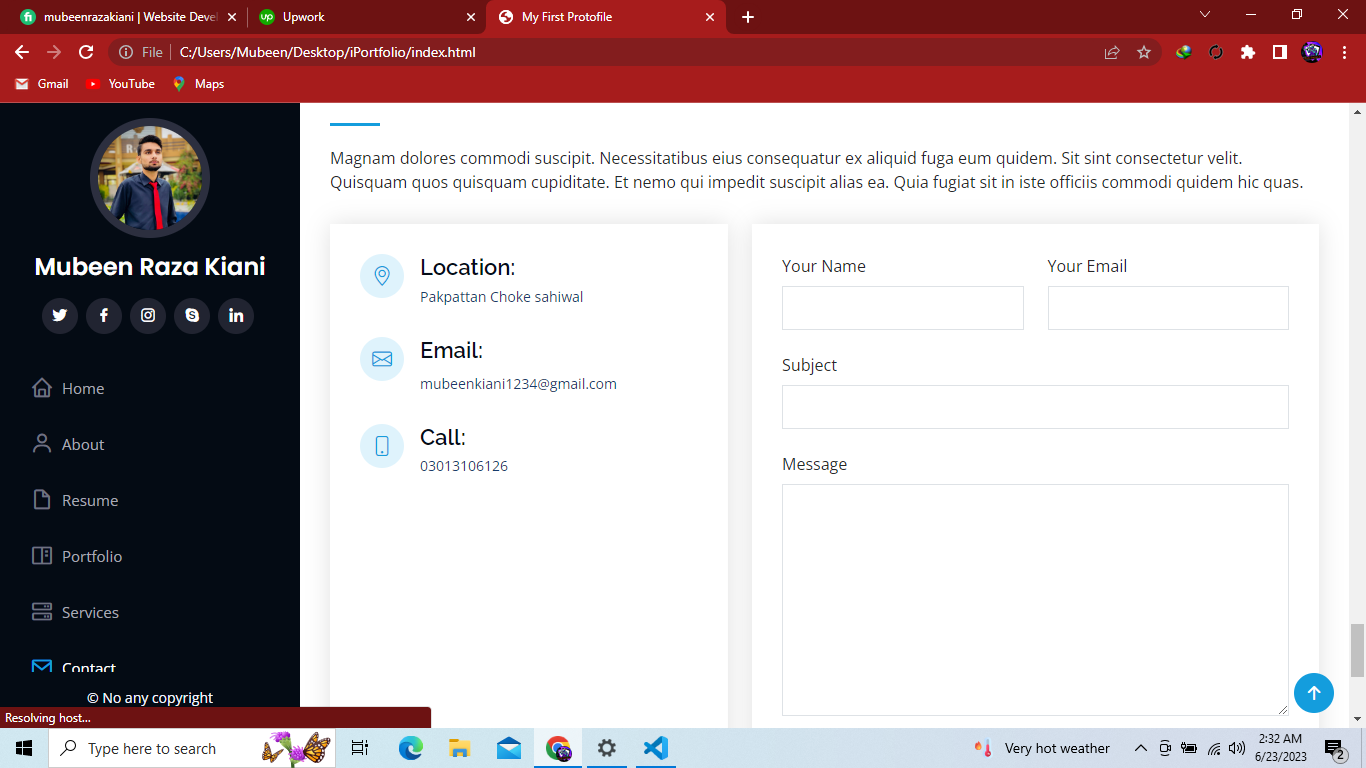 mubeenrazakiani | Website Deve
Upwork
My First Protofile
File
C:/Users/Mubeen/Desktop/iPortfolio/index.html
Gmail
YouTube
Maps
Mubeen Raza Kiani
Home
About
Resume
Portfolio
Services
Contact
© No any copyright
Magnam dolores commodi suscipit. Necessitatibus eius consequatur ex aliquid fuga eum quidem. Sit sint consectetur velit.
Quisquam quos quisquam cupiditate. Et nemo qui impedit suscipit alias ea. Quia fugiat sit in iste officiis commodi quidem hic quas.
Location:
Pakpattan Choke sahiwal
Email:
mubeenkiani1234@gmail.com
Call:
03013106126
Your Name
Your Email
Subject
Message
Resolving host...
Type here to search
Very hot weather
2:32 AM
6/23/2023
2